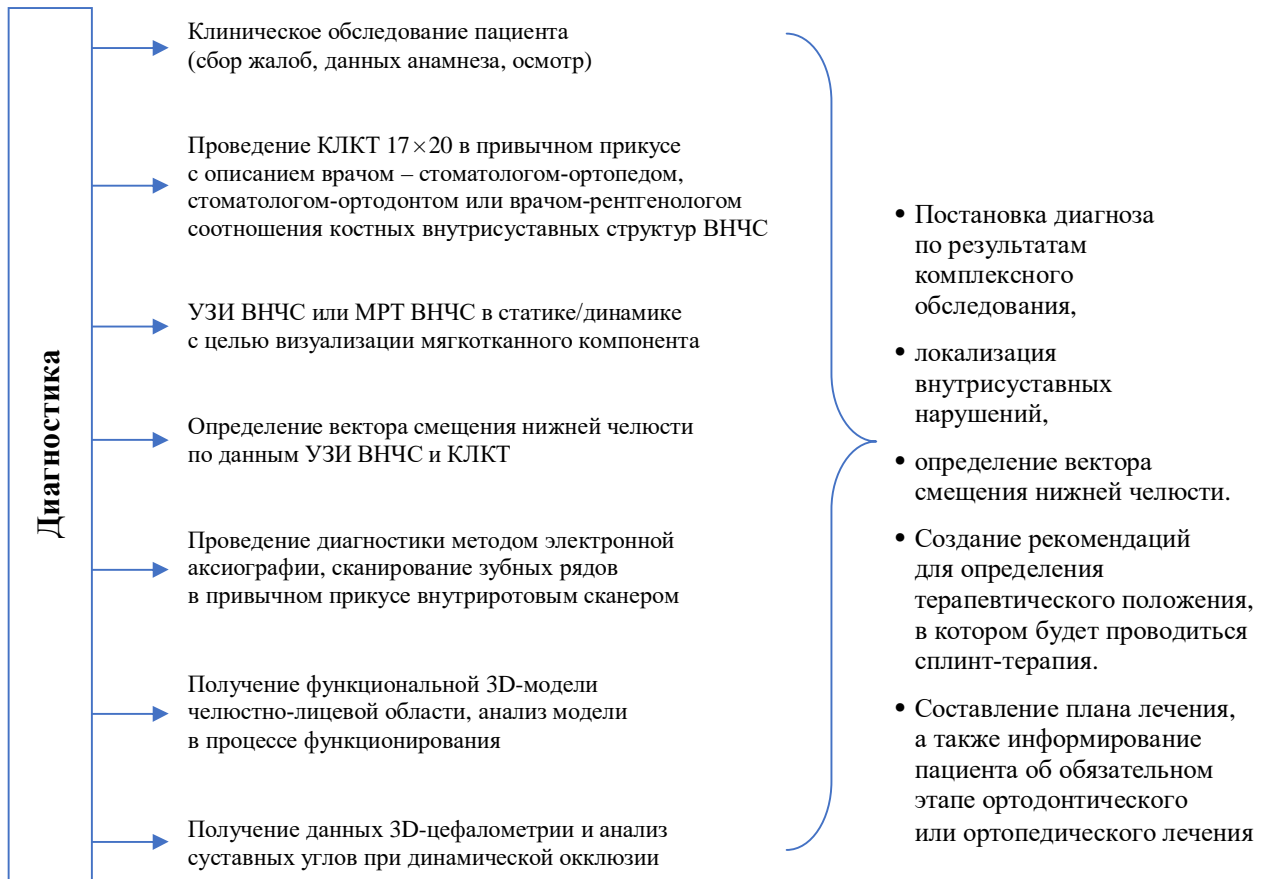 Диагностика
Клиническое обследование пациента
(сбор жалоб, данных анамнеза, осмотр)
Проведение КЛКТ 17×20 в привычном прикусе
с описанием врачом – стоматологом-ортопедом,
стоматологом-ортодонтом или врачом-рентгенологом
соотношения костных внутрисуставных структур ВНЧС
УЗИ ВНЧС или МРТ ВНЧС в статике/динамике
с целью визуализации мягкотканного компонента
Определение вектора смещения нижней челюсти
по данным УЗИ ВНЧС и КЛКТ
Проведение диагностики методом электронной
аксиографии, сканирование зубных рядов
в привычном прикусе внутриротовым сканером
Получение функциональной 3D-модели
челюстно-лицевой области, анализ модели
в процессе функционирования
Получение данных 3D-цефалометрии и анализ
суставных углов при динамической окклюзии
• Постановка диагноза
по результатам
комплексного
обследования,
• локализация
внутрисуставных
нарушений,
• определение вектора
смещения нижней челюсти.
• Создание рекомендаций
для определения
терапевтического положения,
в котором будет проводиться
сплинт-терапия.
• Составление плана лечения,
а также информирование
пациента об обязательном
этапе ортодонтического
или ортопедического лечения